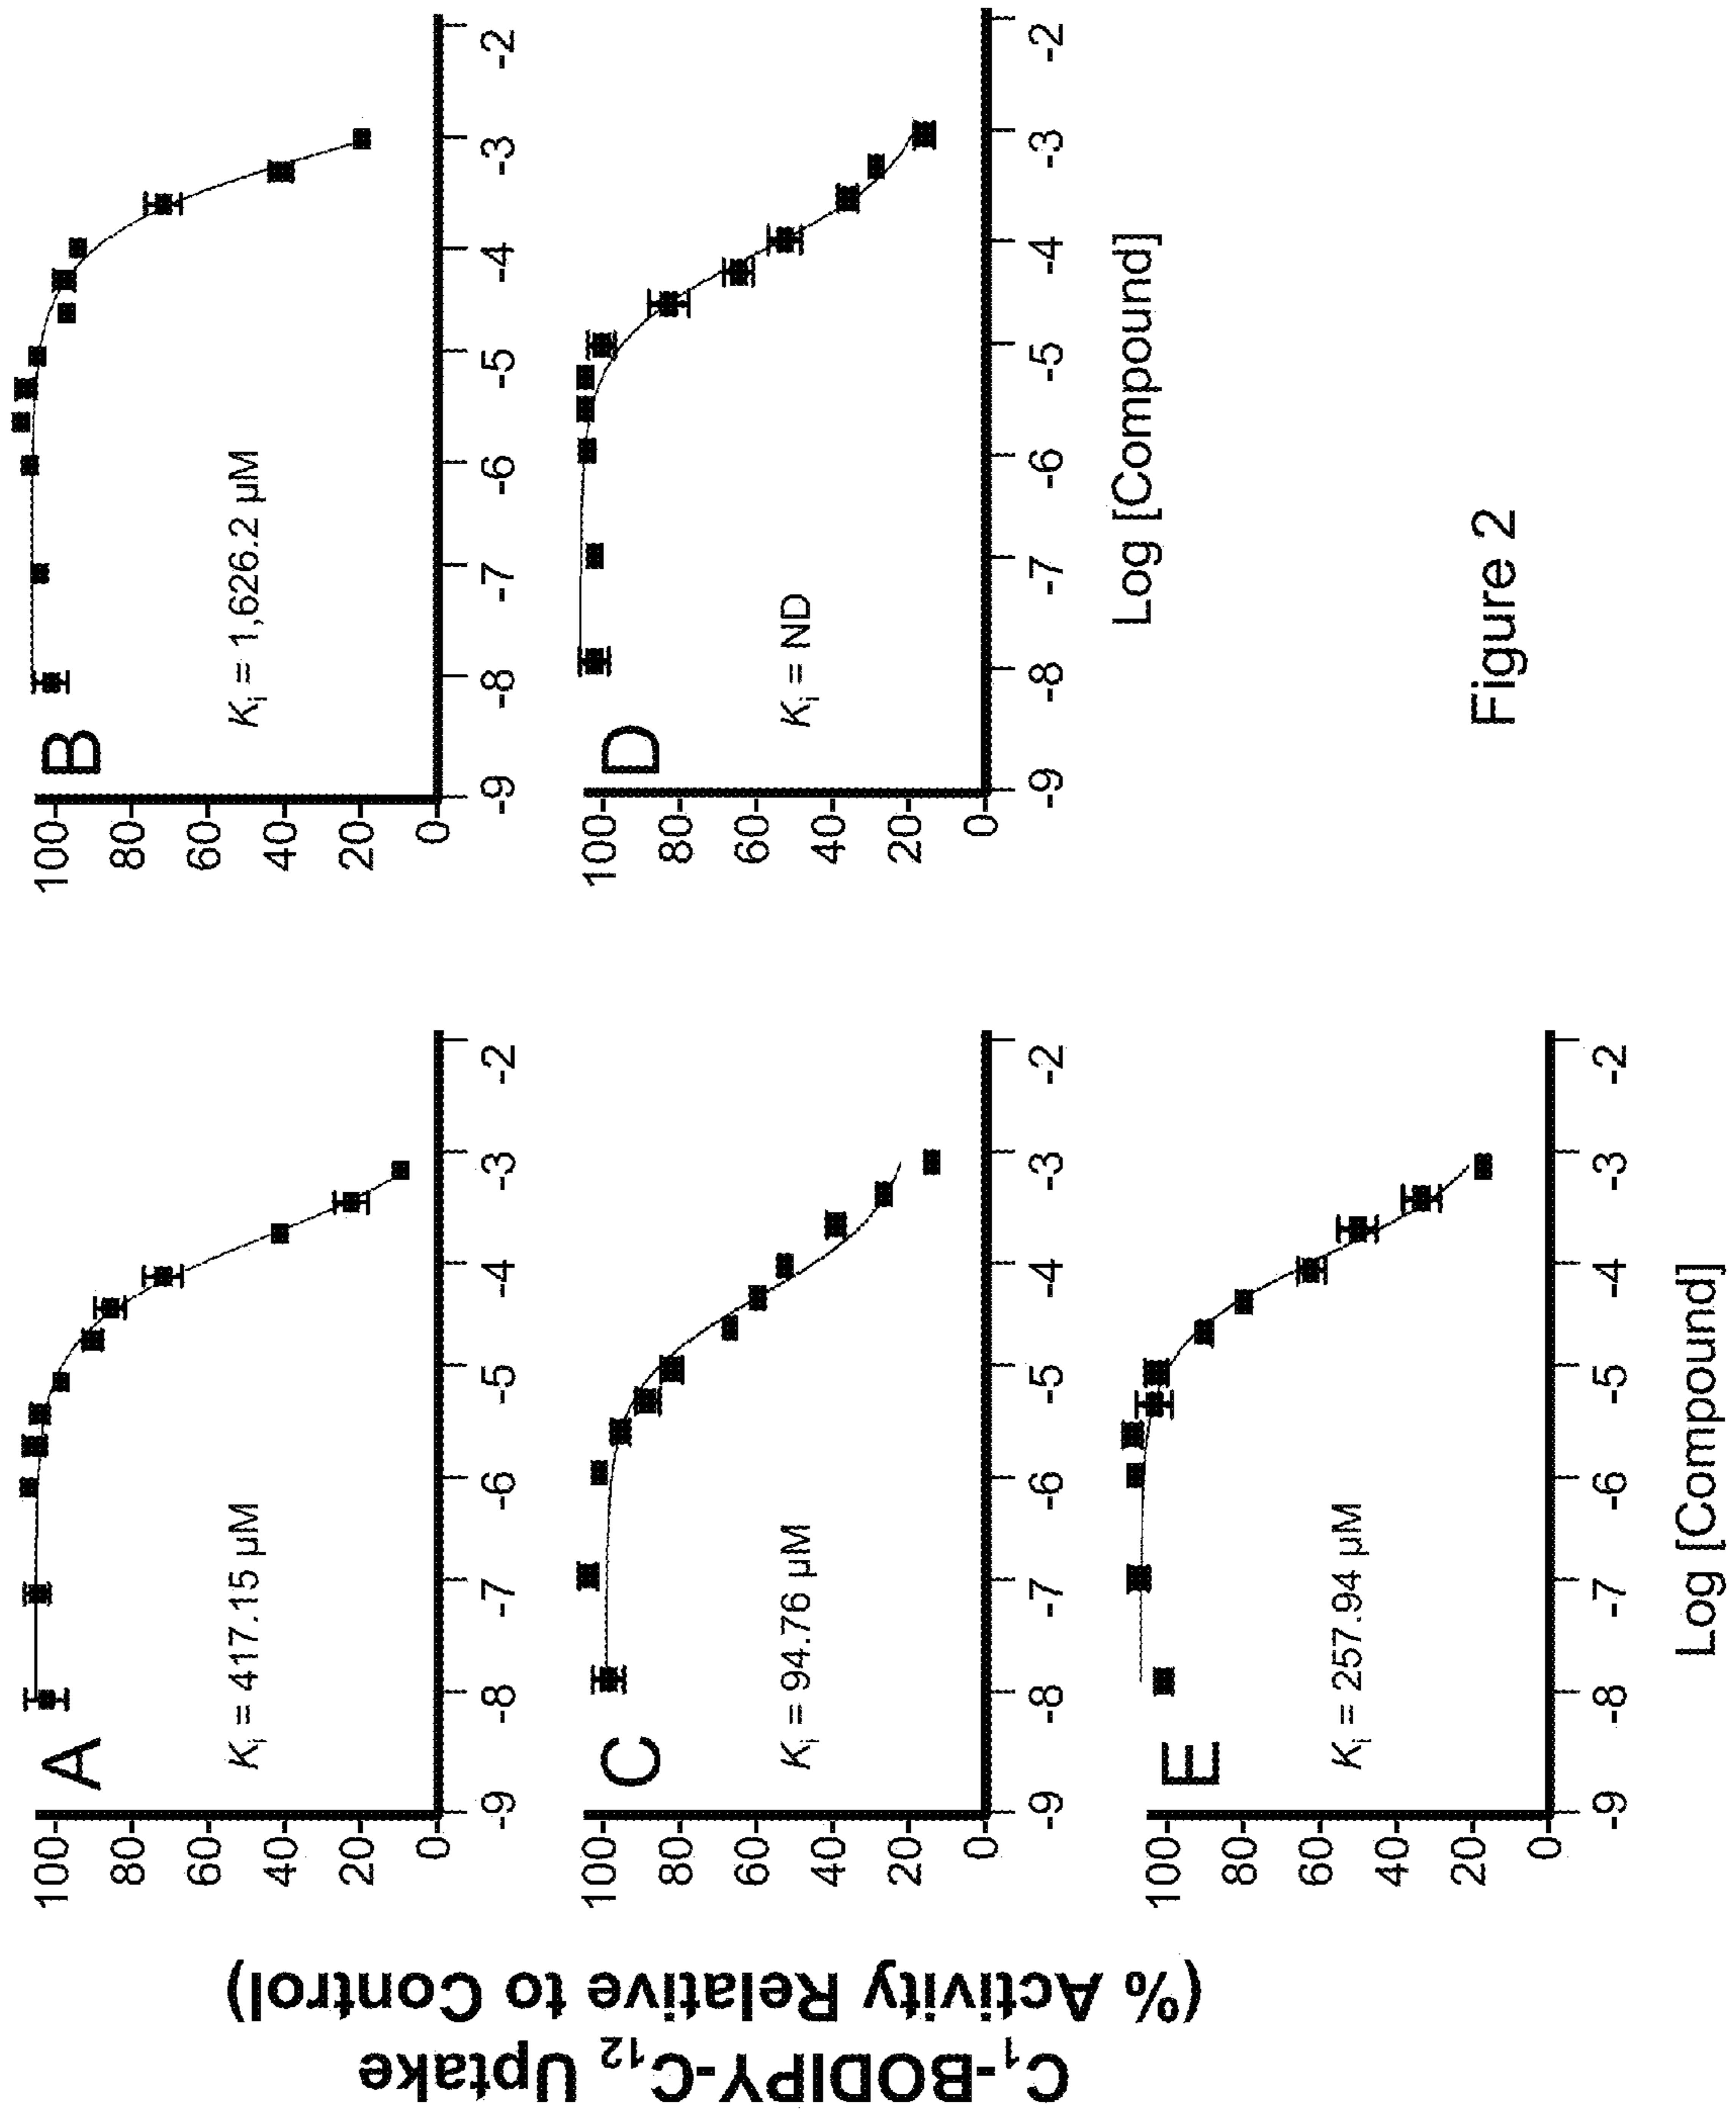 C₁-BODIPY-C₁₂ Uptake
(% Activity Relative to Control)
A
100
80
60
40
20
0
Kᵢ = 417.15 µM
-9 -8 -7 -6 -5 -4 -3 -2
B
100
80
60
40
20
0
Kᵢ = 1,626.2 µM
-9 -8 -7 -6 -5 -4 -3 -2
C
100
80
60
40
20
0
Kᵢ = 94.76 µM
-9 -8 -7 -6 -5 -4 -3 -2
D
100
80
60
40
20
0
Kᵢ = ND
-9 -8 -7 -6 -5 -4 -3 -2
Log [Compound]
E
100
80
60
40
20
0
Kᵢ = 257.94 µM
-9 -8 -7 -6 -5 -4 -3 -2
Log [Compound]
Figure 2